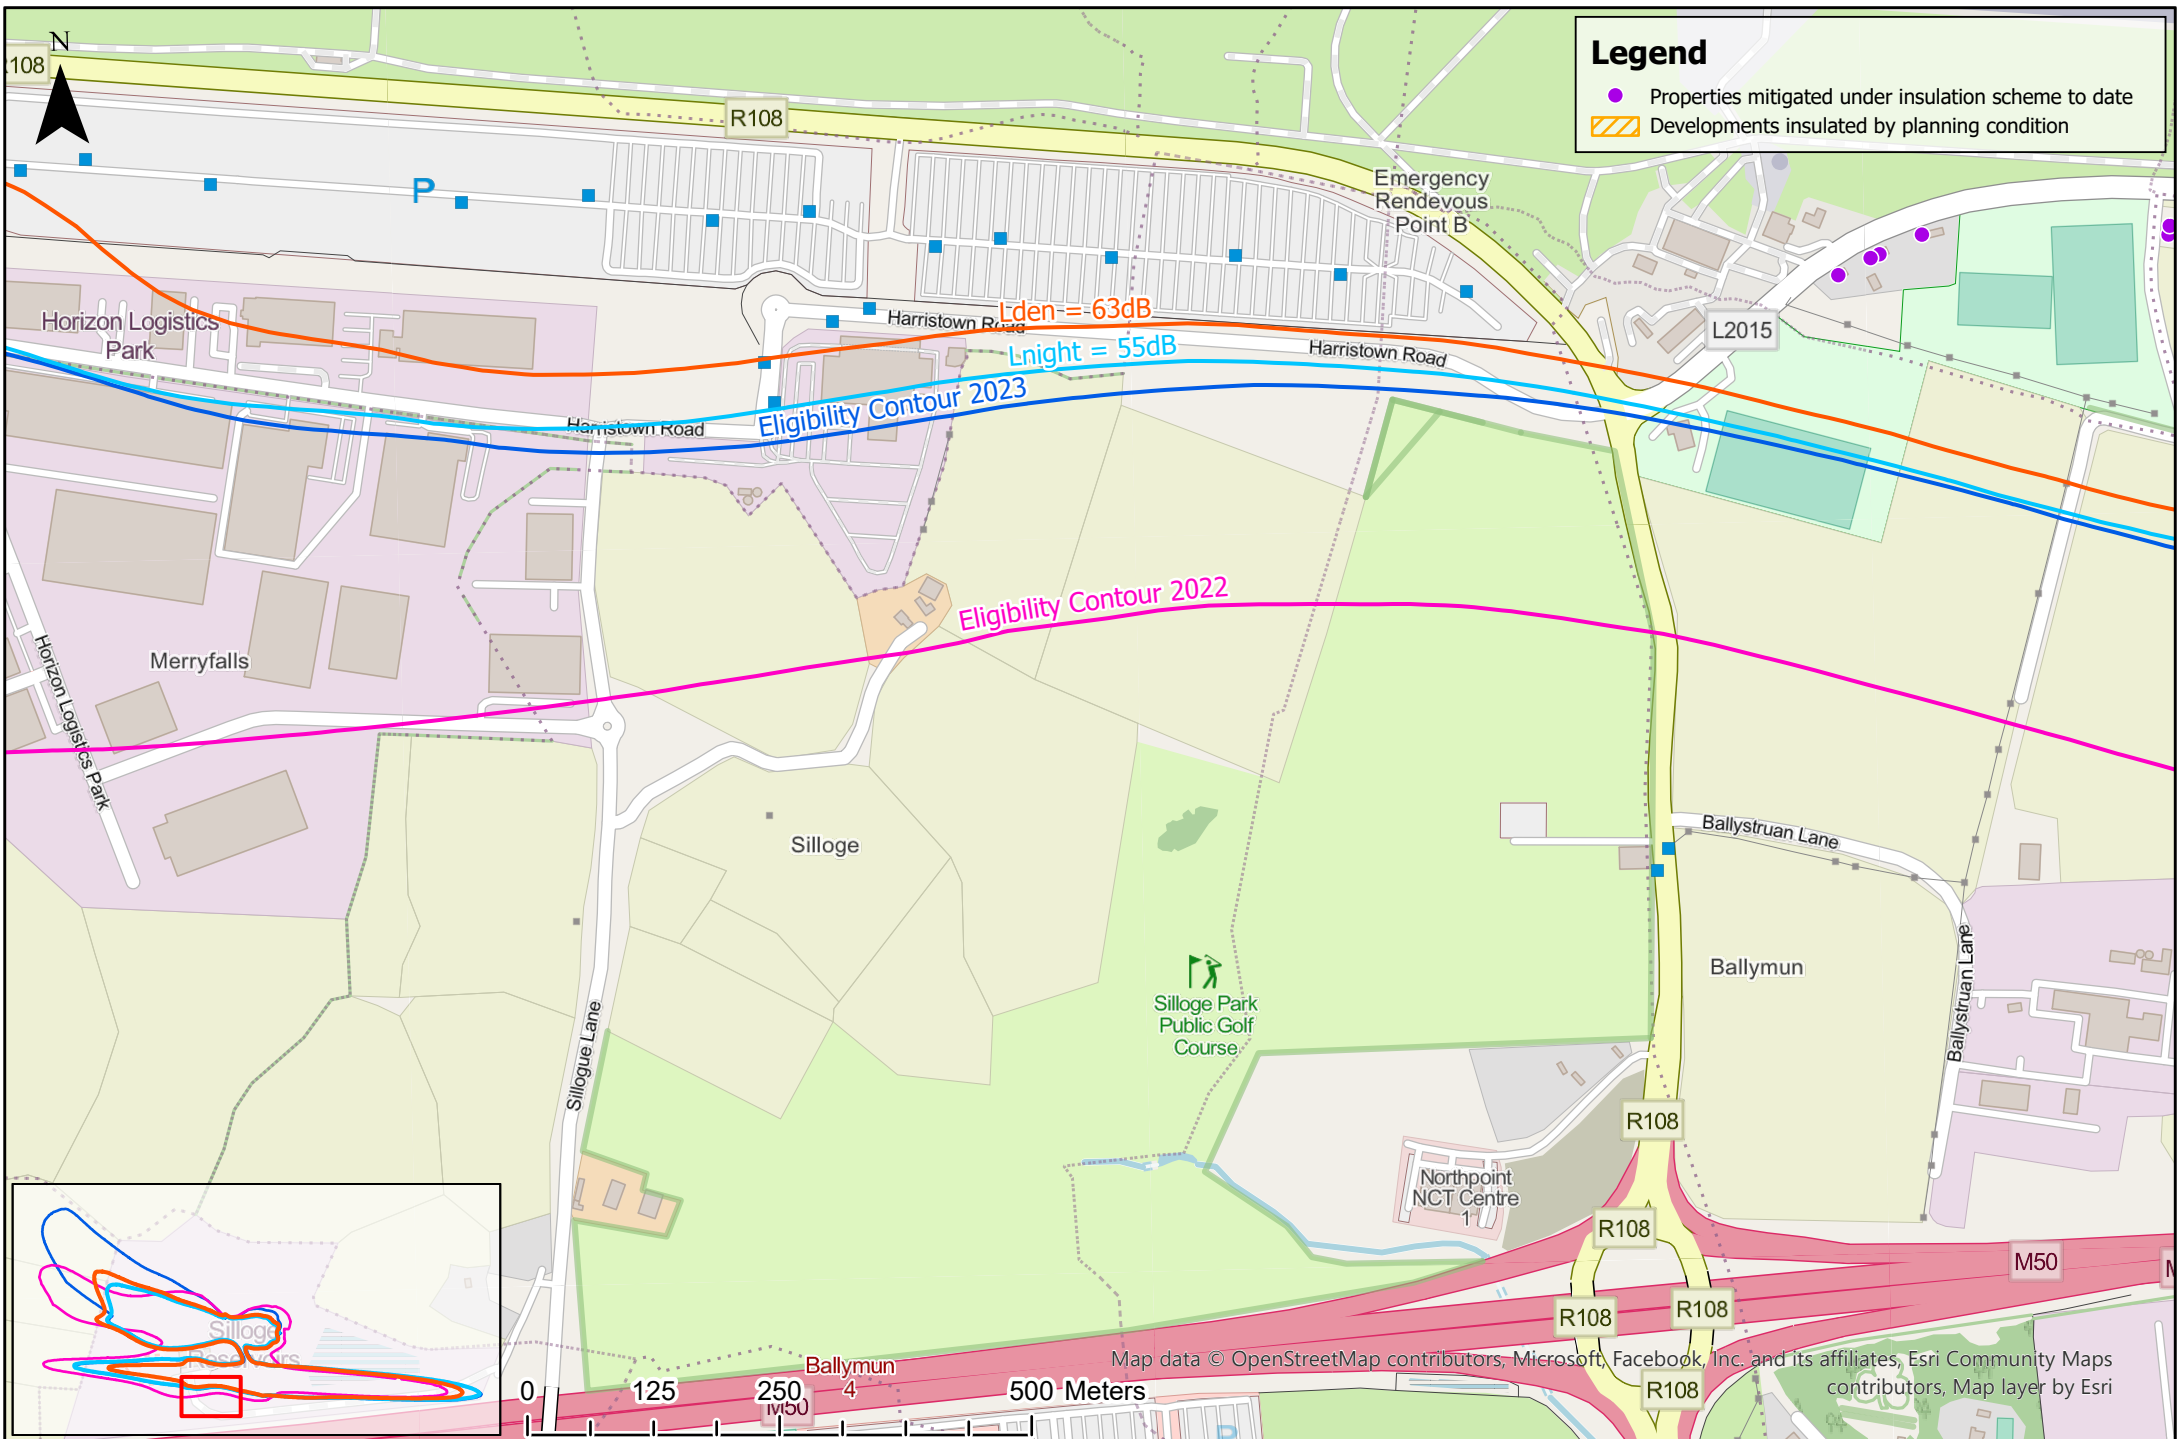 N
R108
Legend
Properties mitigated under insulation scheme to date
Developments insulated by planning condition
R108
P
Emergency
Rendevous
Point B
Horizon Logistics
Park
Lden = 63dB
Harristown Road
Lnight = 55dB
Harristown Road
L2015
Eligibility Contour 2023
Harristown Road
Eligibility Contour 2022
Merryfalls
Horizon Logistics Park
Silloge
Ballystruan Lane
Silloge Park
Public Golf
Course
Ballymun
Ballystruan Lane
Sillogue Lane
R108
Northpoint
NCT Centre
1
R108
M50
M
R108
R108
Silloge
Reservoirs
Ballymun
4
M50
R108
P
0 125 250 500 Meters
Map data © OpenStreetMap contributors, Microsoft, Facebook, Inc. and its affiliates, Esri Community Maps
contributors, Map layer by Esri